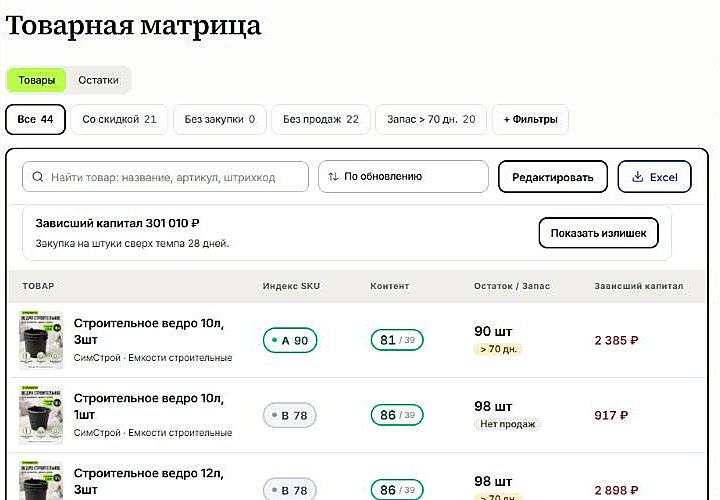 Товарная матрица
Товары Остатки
Все 44 Со скидкой 21 Без закупки 0 Без продаж 22 Запас > 70 дн. 20 + Фильтры
Найти товар: название, артикул, штрихкод По обновлению Редактировать Excel
Зависший капитал 301 010 ₽
Закупка на штуки сверх темпа 28 дней.
Показать излишек
ТОВАР Индекс SKU Контент Остаток / Запас Зависший капитал
Строительное ведро 10л,
3шт
СимСтрой · Емкости строительные
A 90 81 / 39 90 шт
> 70 дн.
2 385 ₽
Строительное ведро 10л,
1шт
СимСтрой · Емкости строительные
B 78 86 / 39 98 шт
Нет продаж
917 ₽
Строительное ведро 12л,
3шт
B 78 86 / 39 98 шт
> 70 дн.
2 898 ₽